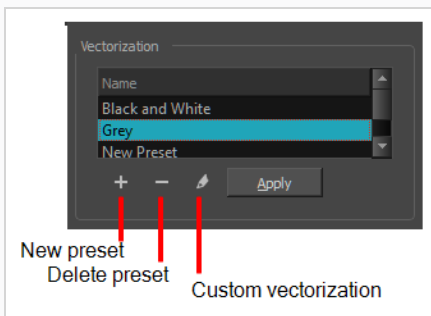 Vectorization
Name
Black and White
Grey
New Preset
Apply
New preset
Delete preset
Custom vectorization